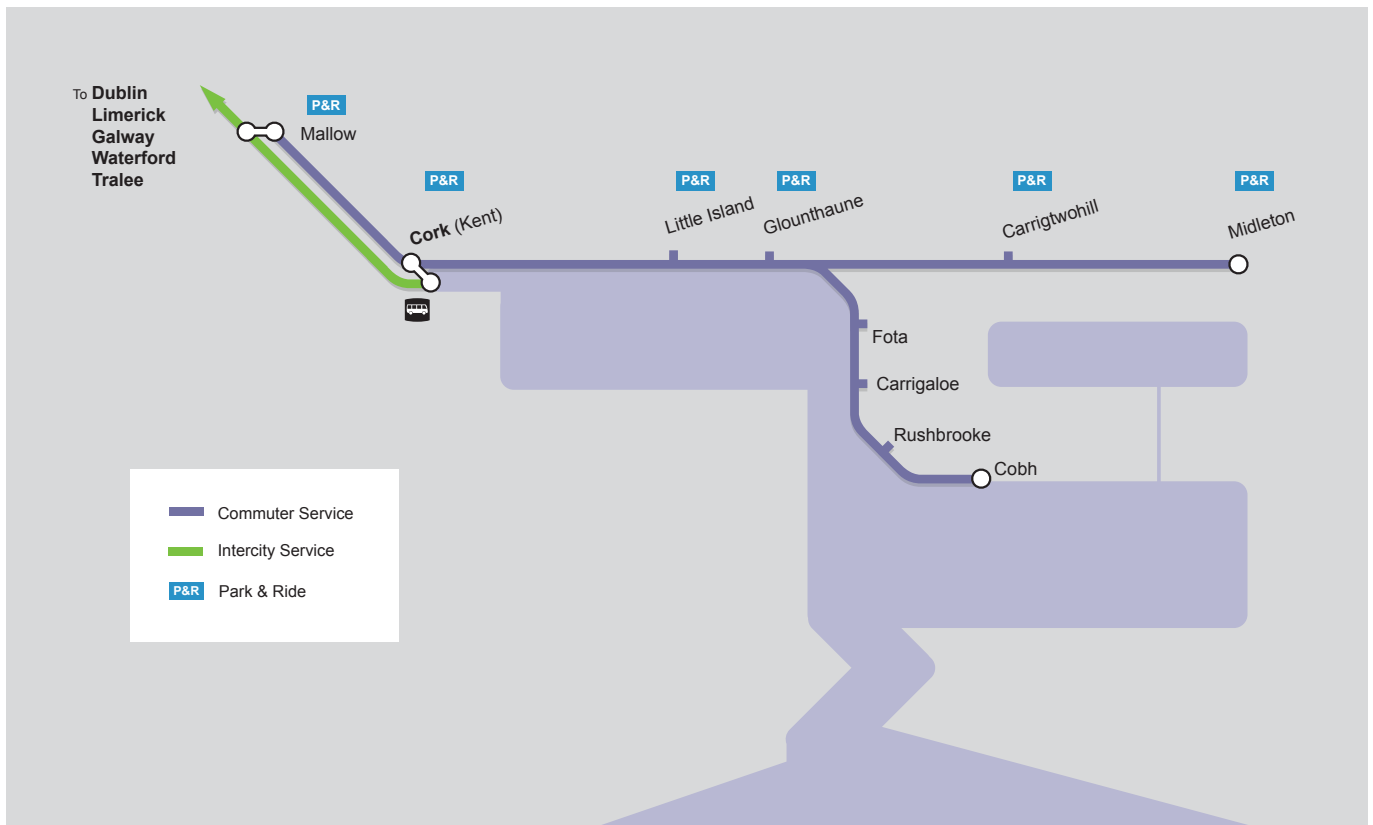 To Dublin
Limerick
Galway
Waterford
Tralee
P&R
Mallow
P&R
Cork (Kent)
P&R
Little Island
P&R
Glounthaune
P&R
Carrigtwohill
P&R
Midleton
Fota
Carrigaloe
Rushbrooke
Cobh
Commuter Service
Intercity Service
P&R Park & Ride